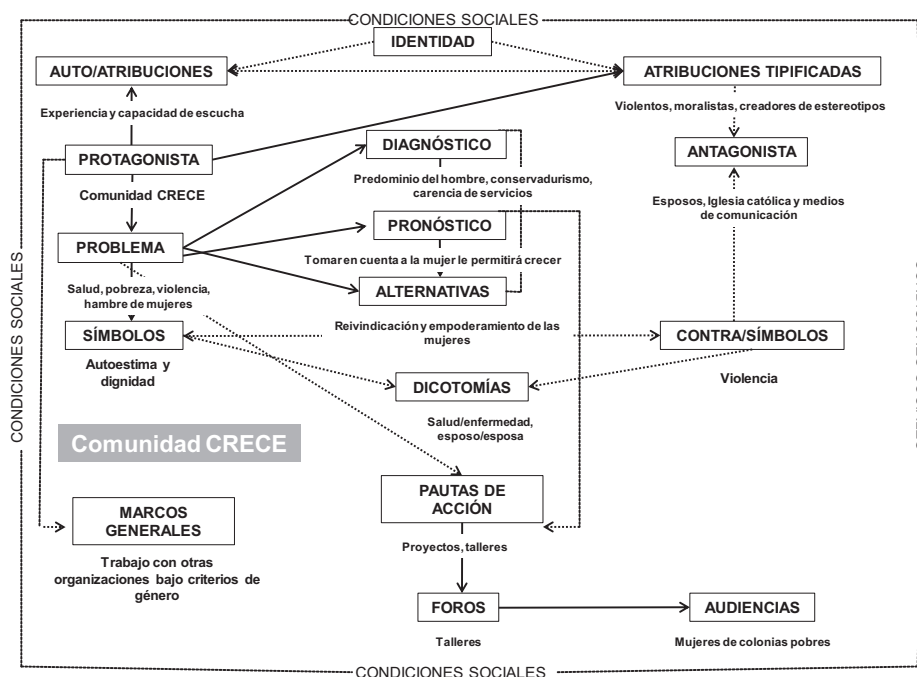 CONDICIONES SOCIALES
IDENTIDAD
AUTO/ATRIBUCIONES
ATRIBUCIONES TIPIFICADAS
Experiencia y capacidad de escucha
Violentos, moralistas, creadores de estereotipos
PROTAGONISTA
DIAGNÓSTICO
ANTAGONISTA
Comunidad CRECE
Predominio del hombre, conservadurismo,
carencia de servicios
Esposos, Iglesia católica y medios
de comunicación
PROBLEMA
PRONÓSTICO
Salud, pobreza, violencia,
hambre de mujeres
Tomar en cuenta a la mujer le permitirá crecer
ALTERNATIVAS
SÍMBOLOS
Reivindicación y empoderamiento de las
mujeres
CONTRA/SÍMBOLOS
Autoestima y
dignidad
DICOTOMÍAS
Violencia
Salud/enfermedad,
esposo/esposa
Comunidad CRECE
PAUTAS DE
ACCIÓN
MARCOS
GENERALES
Proyectos, talleres
Trabajo con otras
organizaciones bajo criterios de
género
FOROS
AUDIENCIAS
Talleres
Mujeres de colonias pobres
CONDICIONES SOCIALES
CONDICIONES SOCIALES